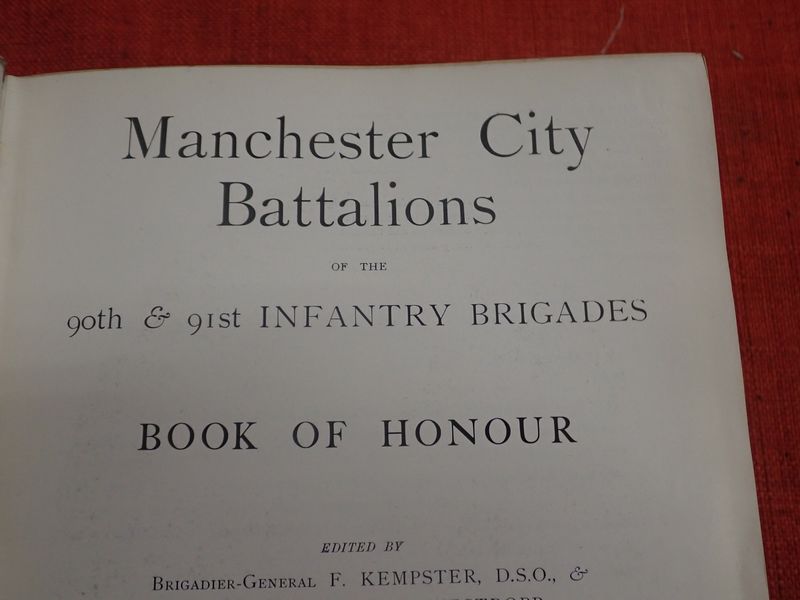 Manchester City
Battalions
OF THE
90th & 91st INFANTRY BRIGADES
BOOK OF HONOUR
EDITED BY
BRIGADIER-GENERAL F. KEMPSTER, D.S.O., &